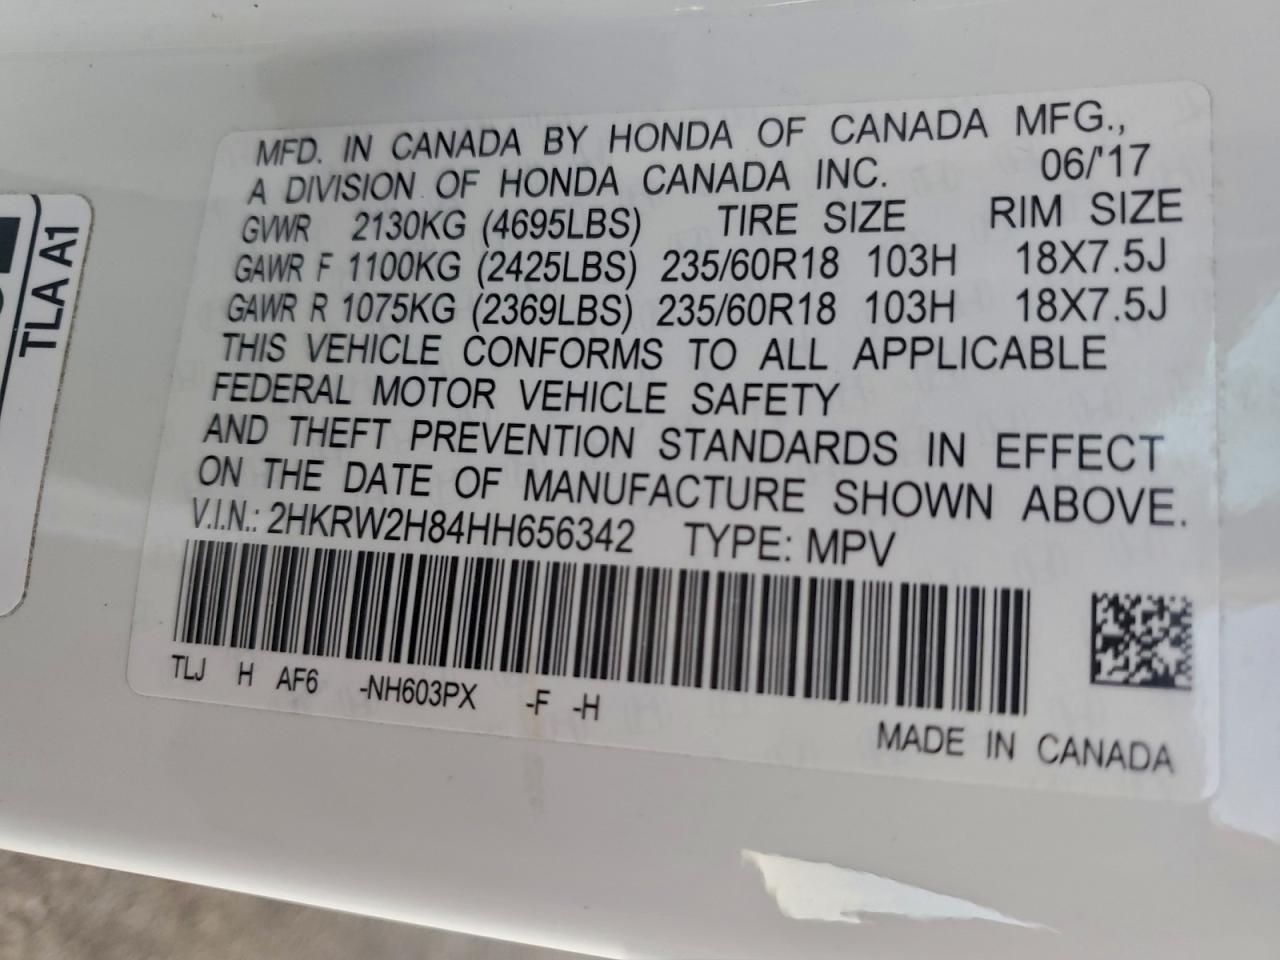 MFD. IN CANADA BY HONDA OF CANADA MFG.,
A DIVISION OF HONDA CANADA INC. 06/'17
GVWR 2130KG (4695LBS) TIRE SIZE RIM SIZE
GAWR F 1100KG (2425LBS) 235/60R18 103H 18X7.5J
GAWR R 1075KG (2369LBS) 235/60R18 103H 18X7.5J
THIS VEHICLE CONFORMS TO ALL APPLICABLE
FEDERAL MOTOR VEHICLE SAFETY
AND THEFT PREVENTION STANDARDS IN EFFECT
ON THE DATE OF MANUFACTURE SHOWN ABOVE.
V.I.N.: 2HKRW2H84HH656342 TYPE: MPV
TLJ H AF6 -NH603PX -F -H
MADE IN CANADA
TLA A1